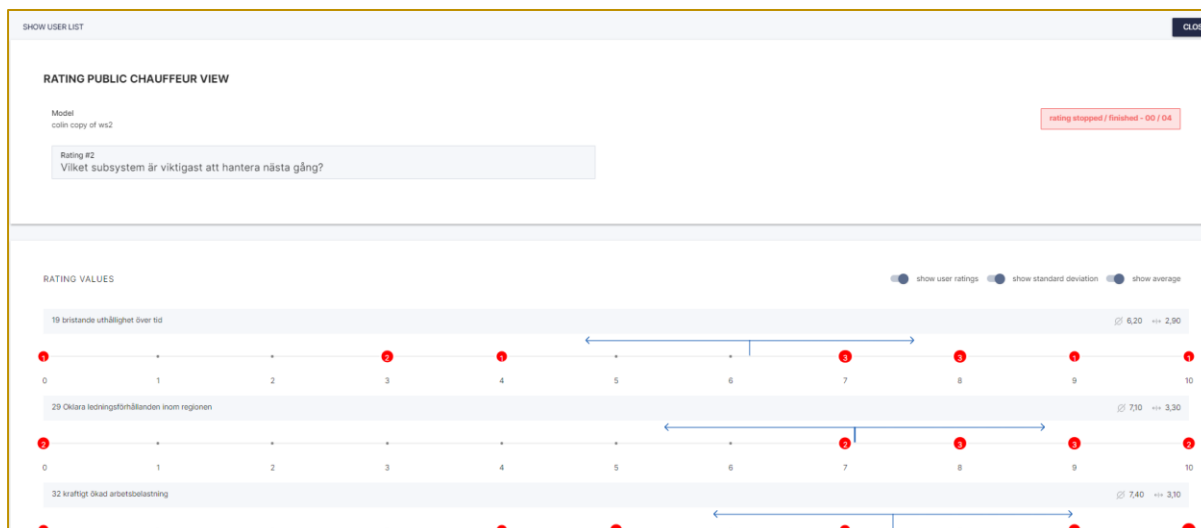 SHOW USER LIST
CLOS
RATING PUBLIC CHAUFFEUR VIEW
Model
colin copy of ws2
rating stopped / finished - 00 / 04
Rating #2
Vilket subsystem är viktigast att hantera nästa gång?
RATING VALUES
show user ratings show standard deviation show average
19 bristande uthållighet över tid Ø 6,20 2,90
1 2 1 3 3 1 1
0 1 2 3 4 5 6 7 8 9 10
29 Oklara ledningsförhållanden inom regionen Ø 7,10 3,30
2 2 3 3 2
0 1 2 3 4 5 6 7 8 9 10
32 kraftigt ökad arbetsbelastning Ø 7,40 3,10